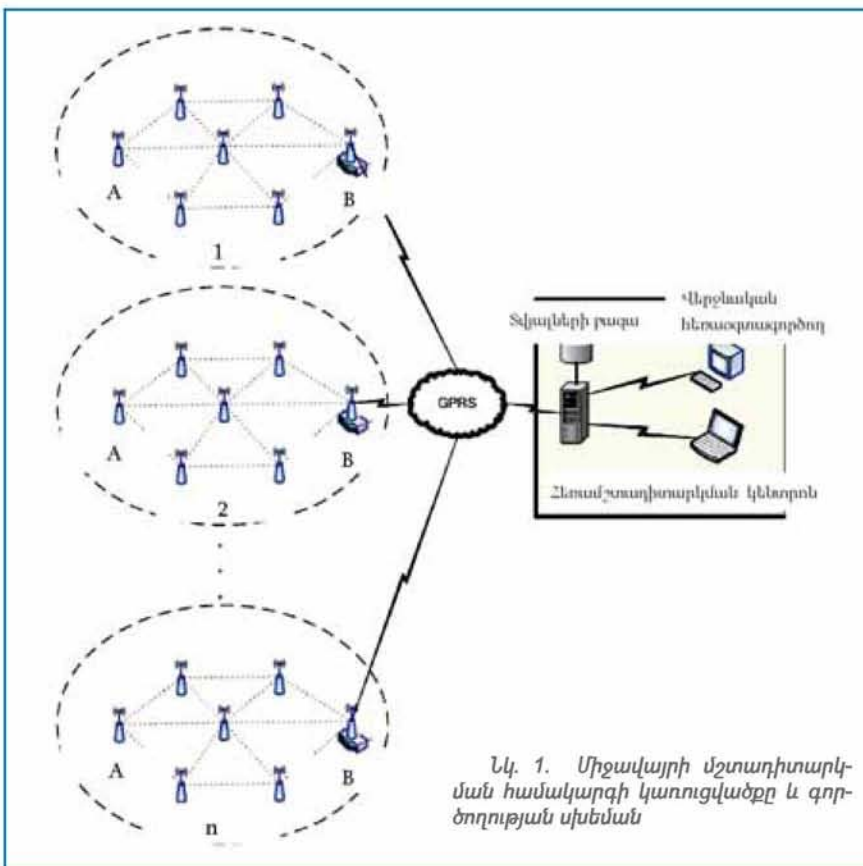 A
B
1
Վերջնական
Տվյալների բազա
հեռաօգտագործող
GPRS
A
B
2
Հեռամշտադիտարկման կենտրոն
A
B
n
Նկ. 1. Միջավայրի մշտադիտարկ-
ման համակարգի կառուցվածքը և գոր-
ծողության սխեման